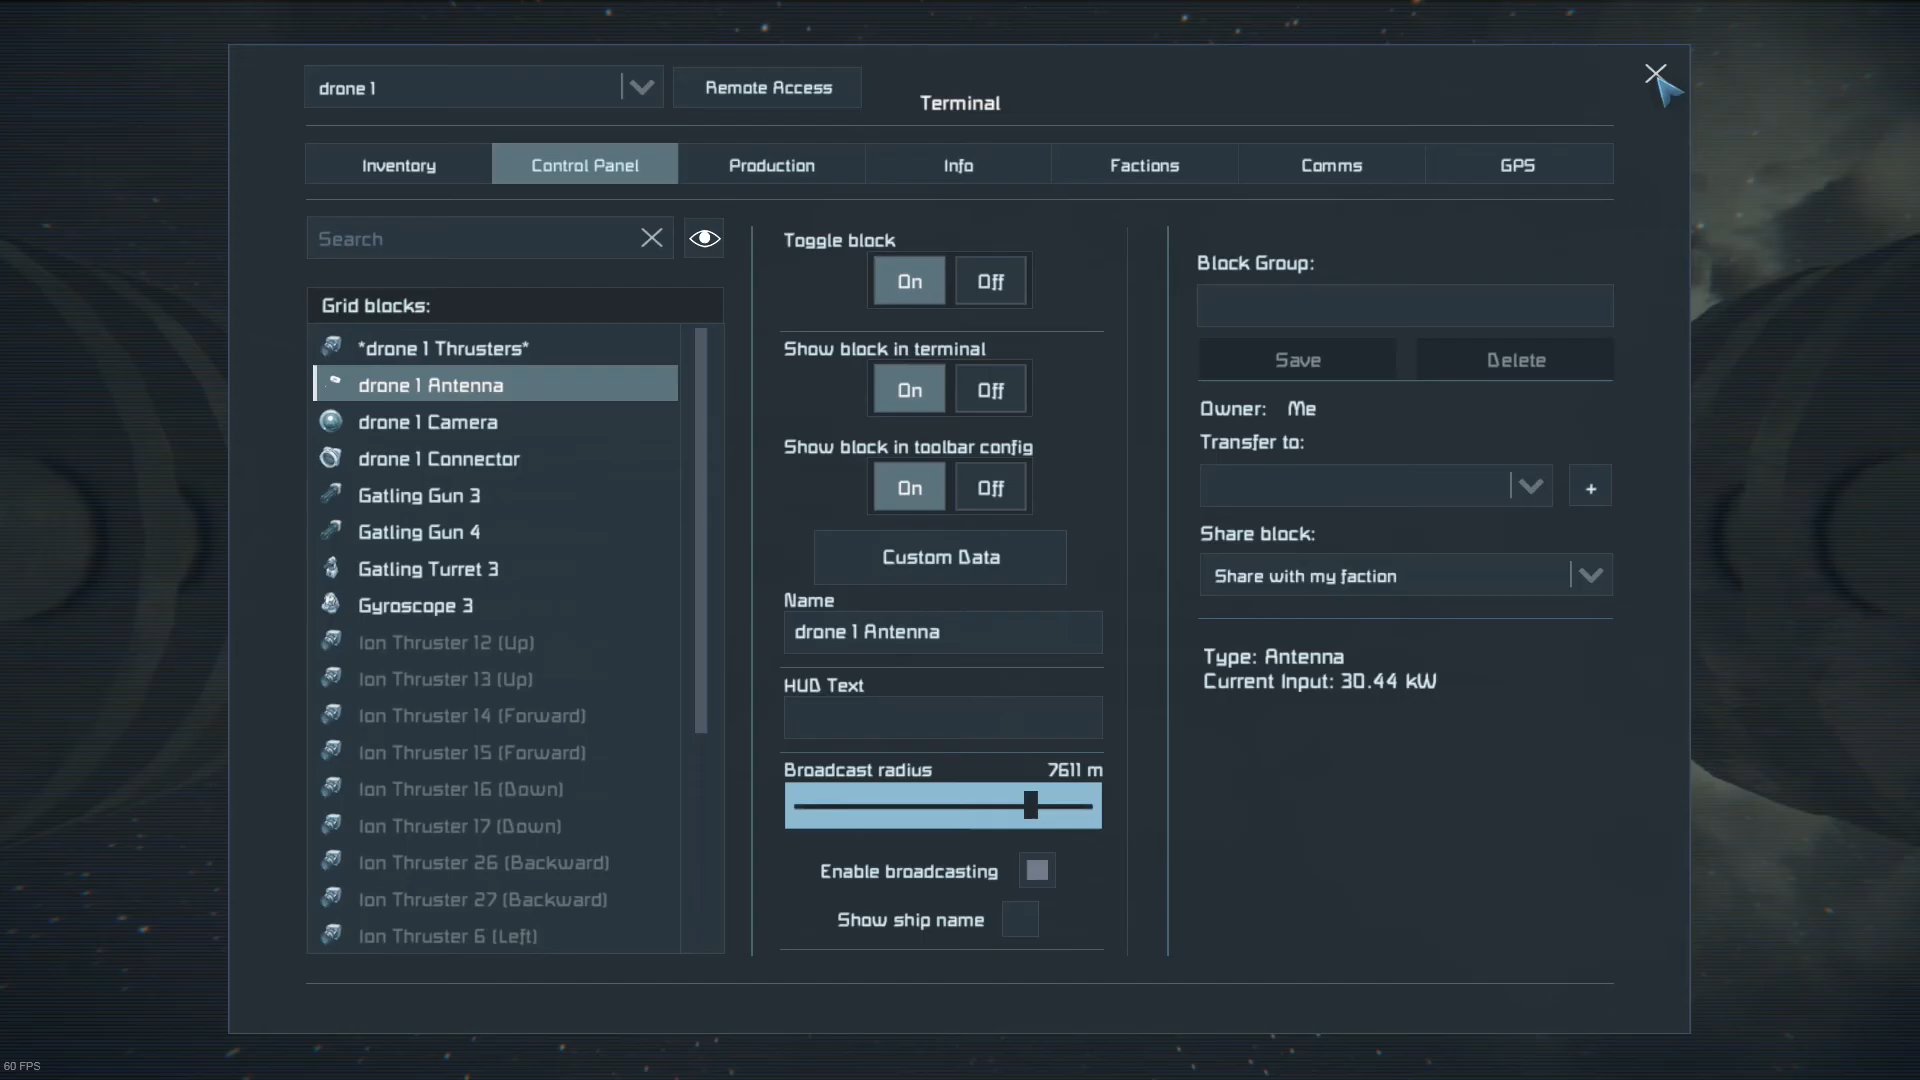 drone 1
Remote Access
Terminal
Inventory
Control Panel
Production
Info
Factions
Comms
GPS
Search
Grid blocks:
*drone 1 Thrusters*
drone 1 Antenna
drone 1 Camera
drone 1 Connector
Gatling Gun 3
Gatling Gun 4
Gatling Turret 3
Gyroscope 3
Ion Thruster 12 (Up)
Ion Thruster 13 (Up)
Ion Thruster 14 (Forward)
Ion Thruster 15 (Forward)
Ion Thruster 16 (Down)
Ion Thruster 17 (Down)
Ion Thruster 26 (Backward)
Ion Thruster 27 (Backward)
Ion Thruster 6 (Left)
Toggle block
On Off
Show block in terminal
On Off
Show block in toolbar config
On Off
Custom Data
Name
drone 1 Antenna
HUD Text
Broadcast radius 7611 m
Enable broadcasting
Show ship name
Block Group:
Save
Delete
Owner: Me
Transfer to:
+
Share block:
Share with my faction
Type: Antenna
Current Input: 30.44 kW
60 FPS